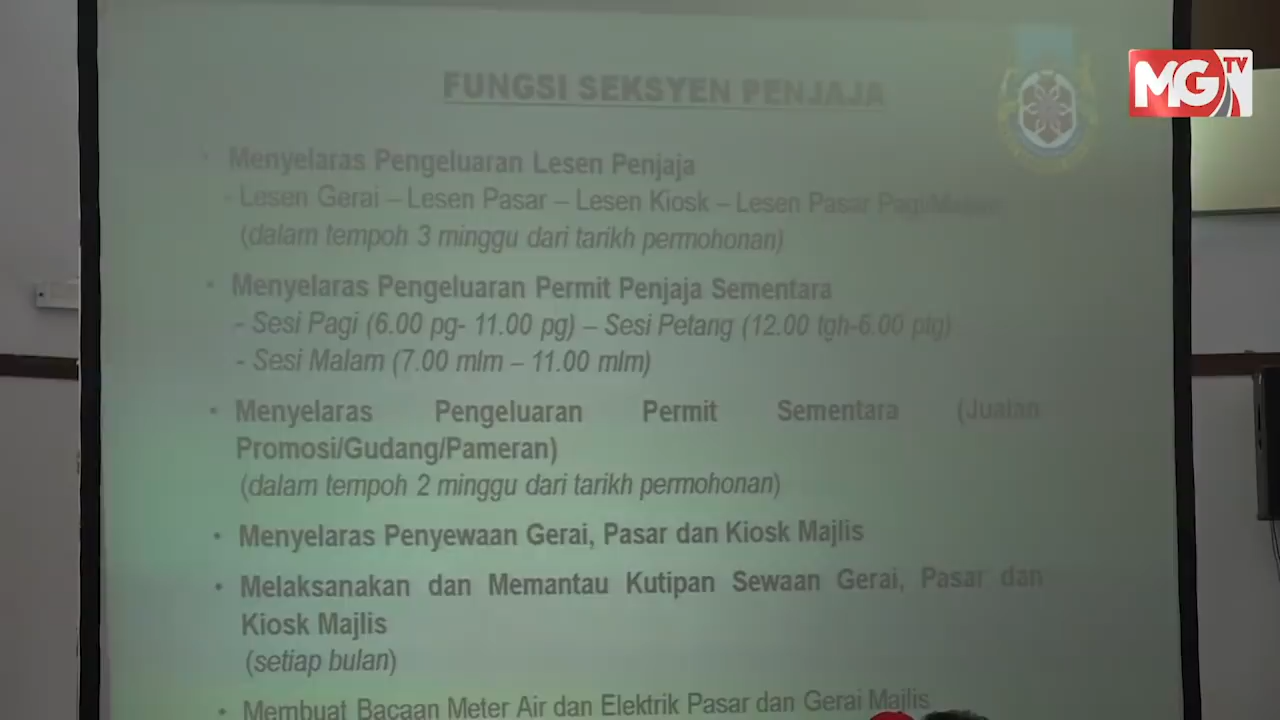 MGTV
FUNGSI SEKSYEN PENJAJA
• Menyelaras Pengeluaran Lesen Penjaja
- Lesen Gerai – Lesen Pasar – Lesen Kiosk – Lesen Pasar Pagi/Malam
(dalam tempoh 3 minggu dari tarikh permohonan)
• Menyelaras Pengeluaran Permit Penjaja Sementara
- Sesi Pagi (6.00 pg- 11.00 pg) – Sesi Petang (12.00 tgh-6.00 ptg)
- Sesi Malam (7.00 mlm – 11.00 mlm)
• Menyelaras Pengeluaran Permit Sementara (Jualan
Promosi/Gudang/Pameran)
(dalam tempoh 2 minggu dari tarikh permohonan)
• Menyelaras Penyewaan Gerai, Pasar dan Kiosk Majlis
• Melaksanakan dan Memantau Kutipan Sewaan Gerai, Pasar dan
Kiosk Majlis
(setiap bulan)
• Membuat Bacaan Meter Air dan Elektrik Pasar dan Gerai Majlis